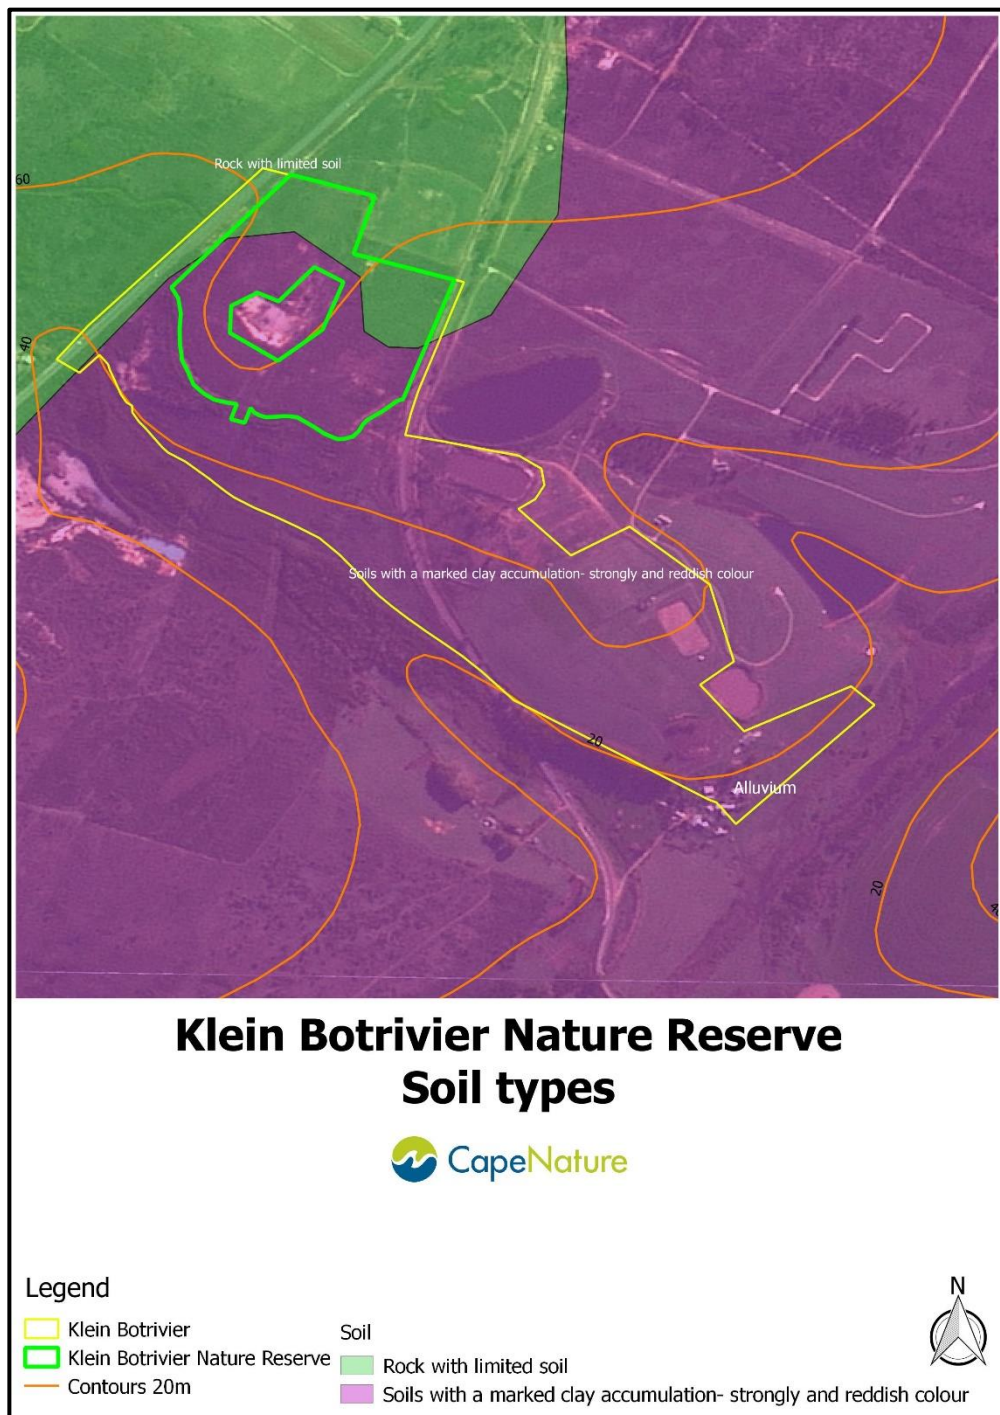 Rock with limited soil
60
40
Soils with a marked clay accumulation- strongly and reddish colour
20
Alluvium
20
Klein Botrivier Nature Reserve
Soil types
CapeNature
Legend
Klein Botrivier
Klein Botrivier Nature Reserve
Contours 20m
Soil
Rock with limited soil
Soils with a marked clay accumulation- strongly and reddish colour
N